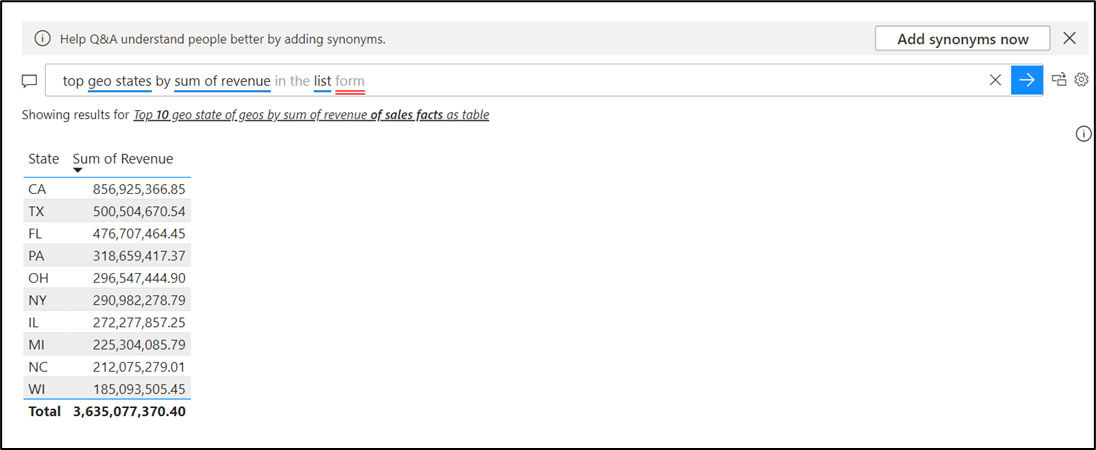 Help Q&A understand people better by adding synonyms.
Add synonyms now
top geo states by sum of revenue in the list form
Showing results for Top 10 geo state of geos by sum of revenue of sales facts as table
State Sum of Revenue
CA 856,925,366.85
TX 500,504,670.54
FL 476,707,464.45
PA 318,659,417.37
OH 296,547,444.90
NY 290,982,278.79
IL 272,277,857.25
MI 225,304,085.79
NC 212,075,279.01
WI 185,093,505.45
Total 3,635,077,370.40